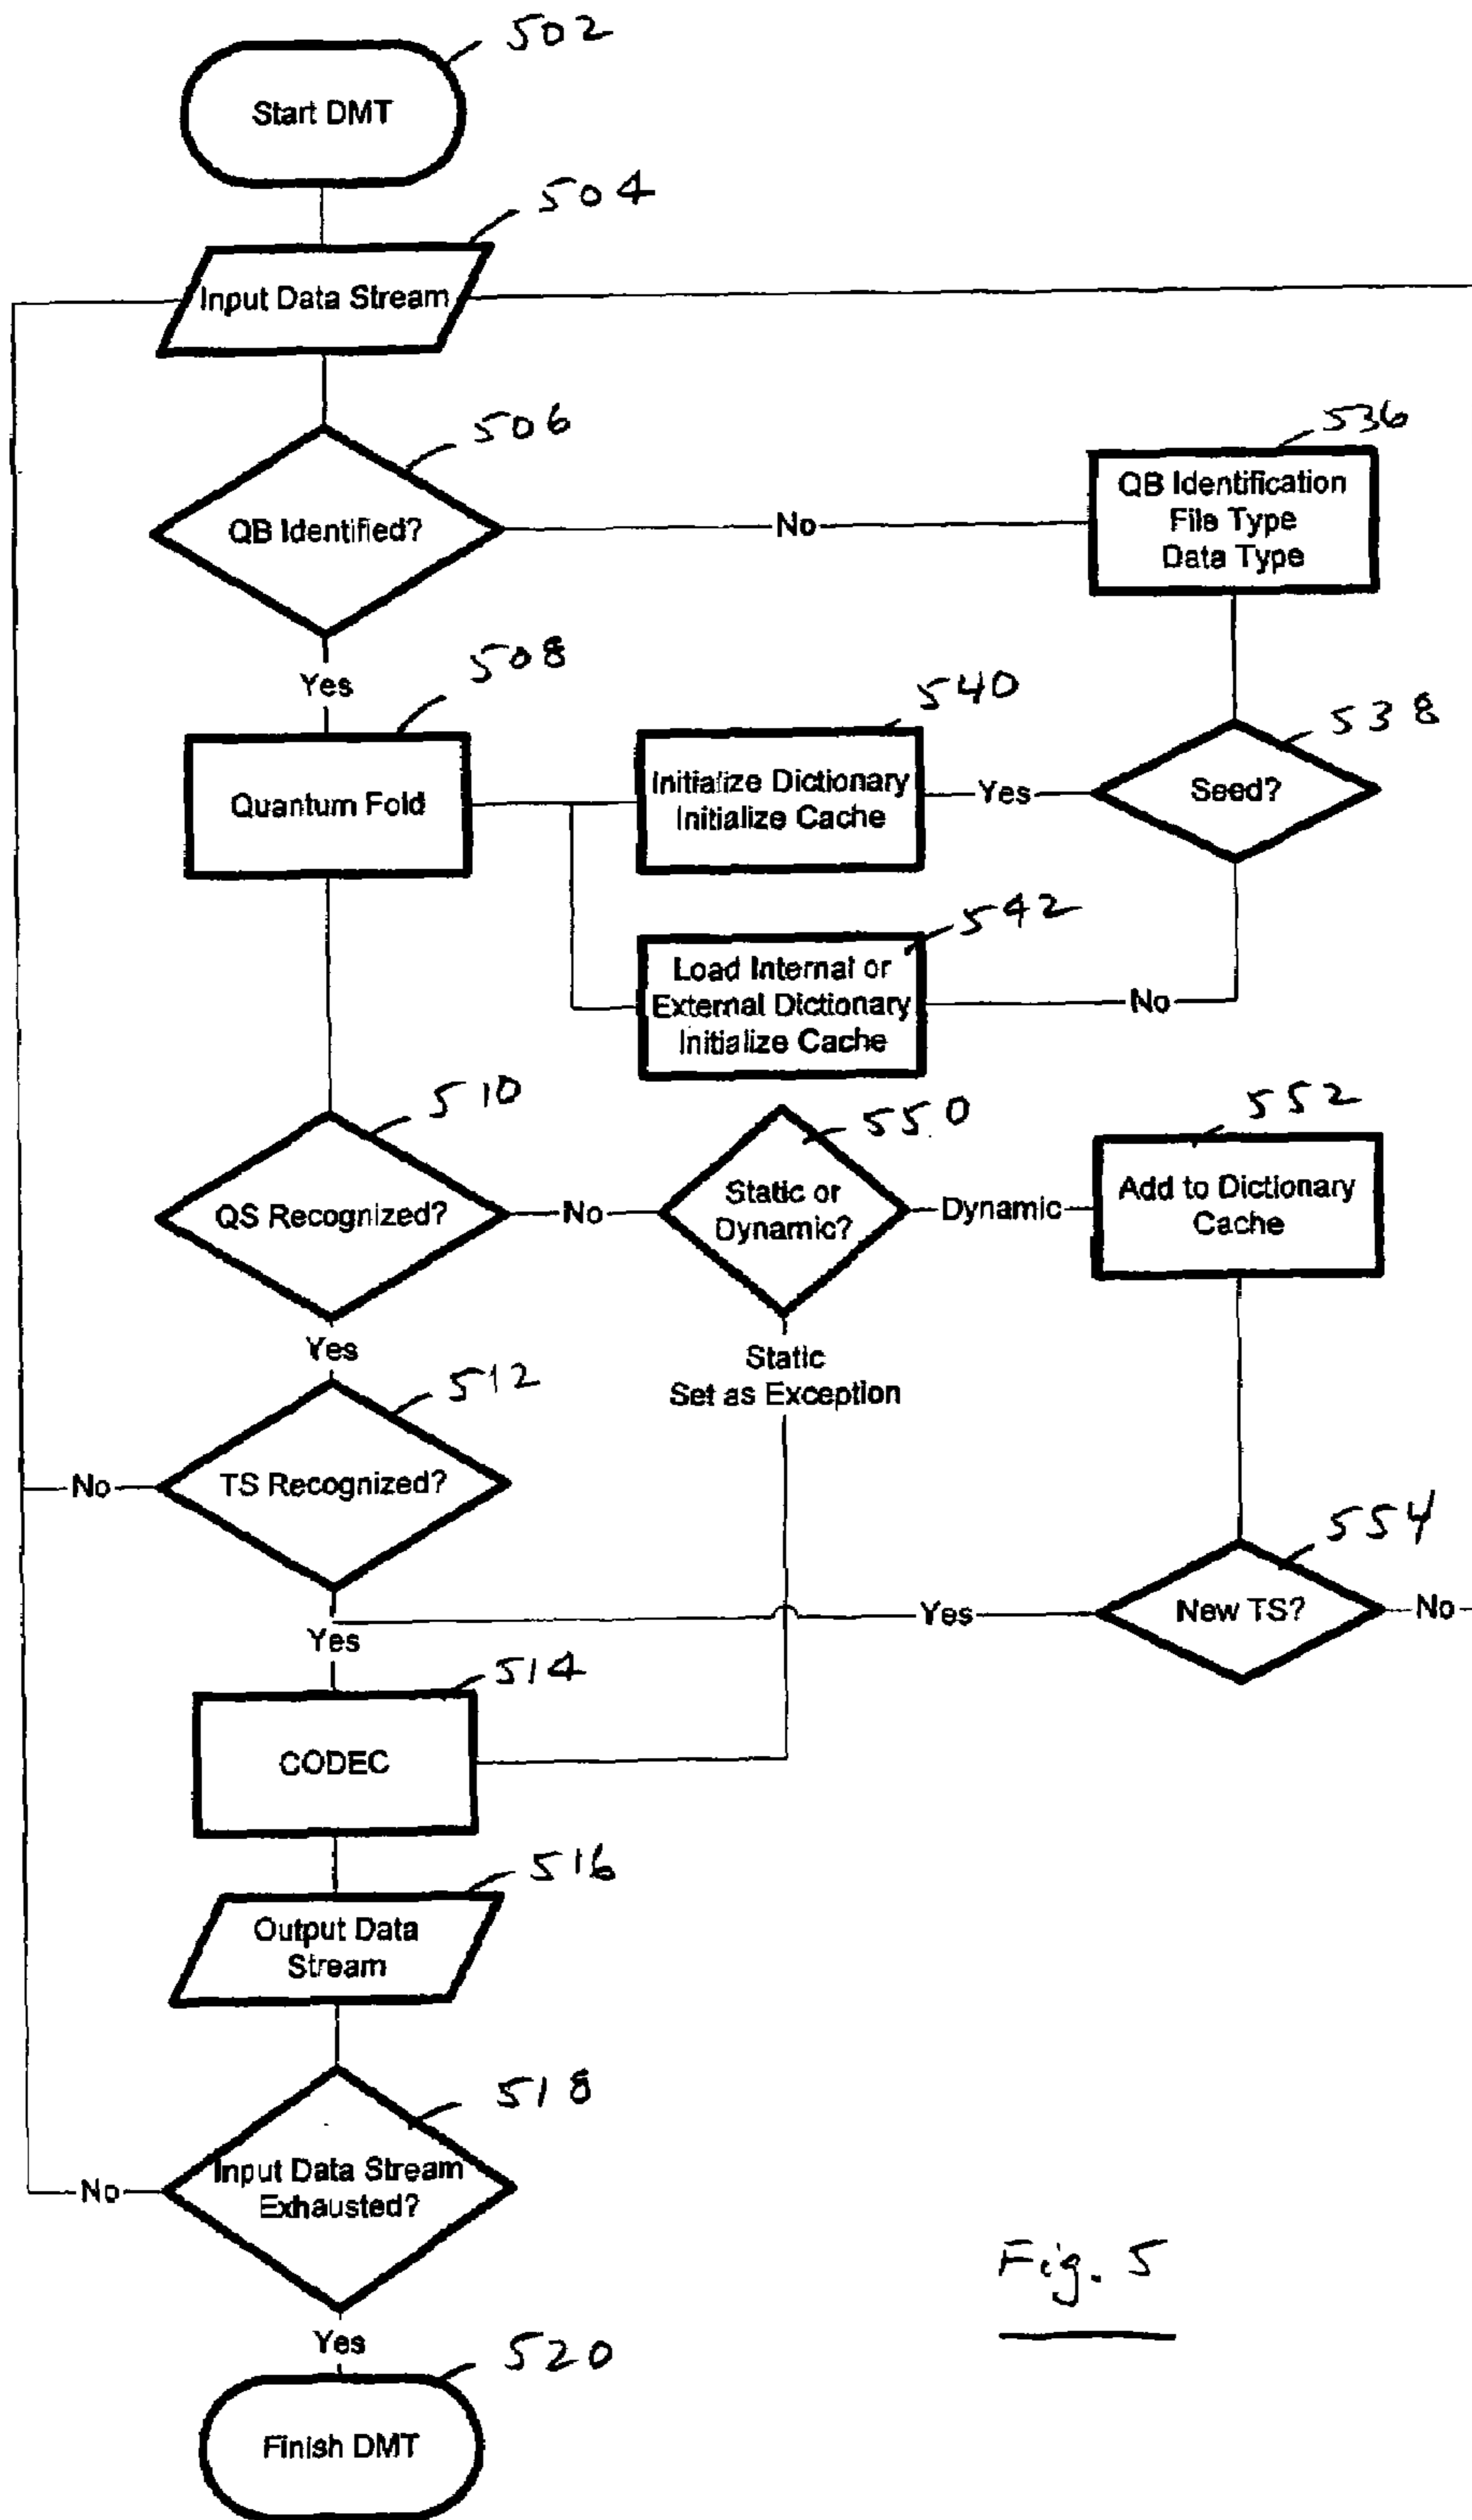 502
Start DMT
504
Input Data Stream
506
QB Identified?
No
536
QB Identification
File Type
Data Type
Yes
508
Quantum Fold
540
Initialize Dictionary
Initialize Cache
Yes
538
Seed?
542
Load Internal or
External Dictionary
Initialize Cache
No
510
QS Recognized?
No
550
Static or
Dynamic?
Dynamic
552
Add to Dictionary
Cache
Yes
Static
Set as Exception
512
TS Recognized?
No
554
New TS?
Yes
No
Yes
514
CODEC
516
Output Data
Stream
518
Input Data Stream
Exhausted?
No
Yes
520
Finish DMT
Fig. 5